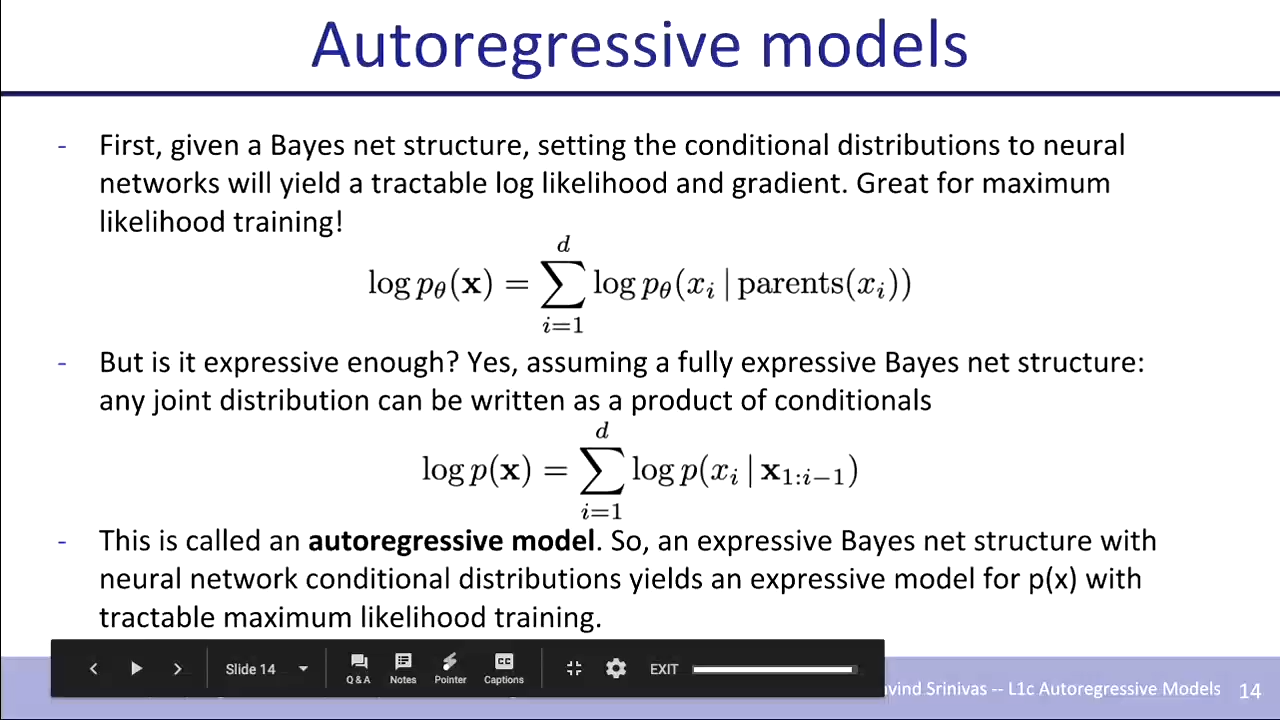 Autoregressive models
- First, given a Bayes net structure, setting the conditional distributions to neural
networks will yield a tractable log likelihood and gradient. Great for maximum
likelihood training!
log p_θ(x) = ∑_{i=1}^{d} log p_θ(x_i | parents(x_i))
- But is it expressive enough? Yes, assuming a fully expressive Bayes net structure:
any joint distribution can be written as a product of conditionals
log p(x) = ∑_{i=1}^{d} log p(x_i | x_{1:i−1})
- This is called an autoregressive model. So, an expressive Bayes net structure with
neural network conditional distributions yields an expressive model for p(x) with
tractable maximum likelihood training.
Slide 14
Q & A Notes Pointer CC Captions
EXIT
Srinivas -- L1c Autoregressive Models 14